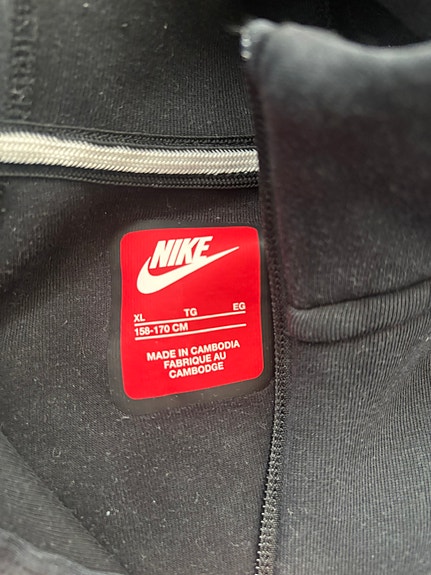 NIKE
XL TG EG
158-170 CM
MADE IN CAMBODIA
FABRIQUE AU
CAMBODGE